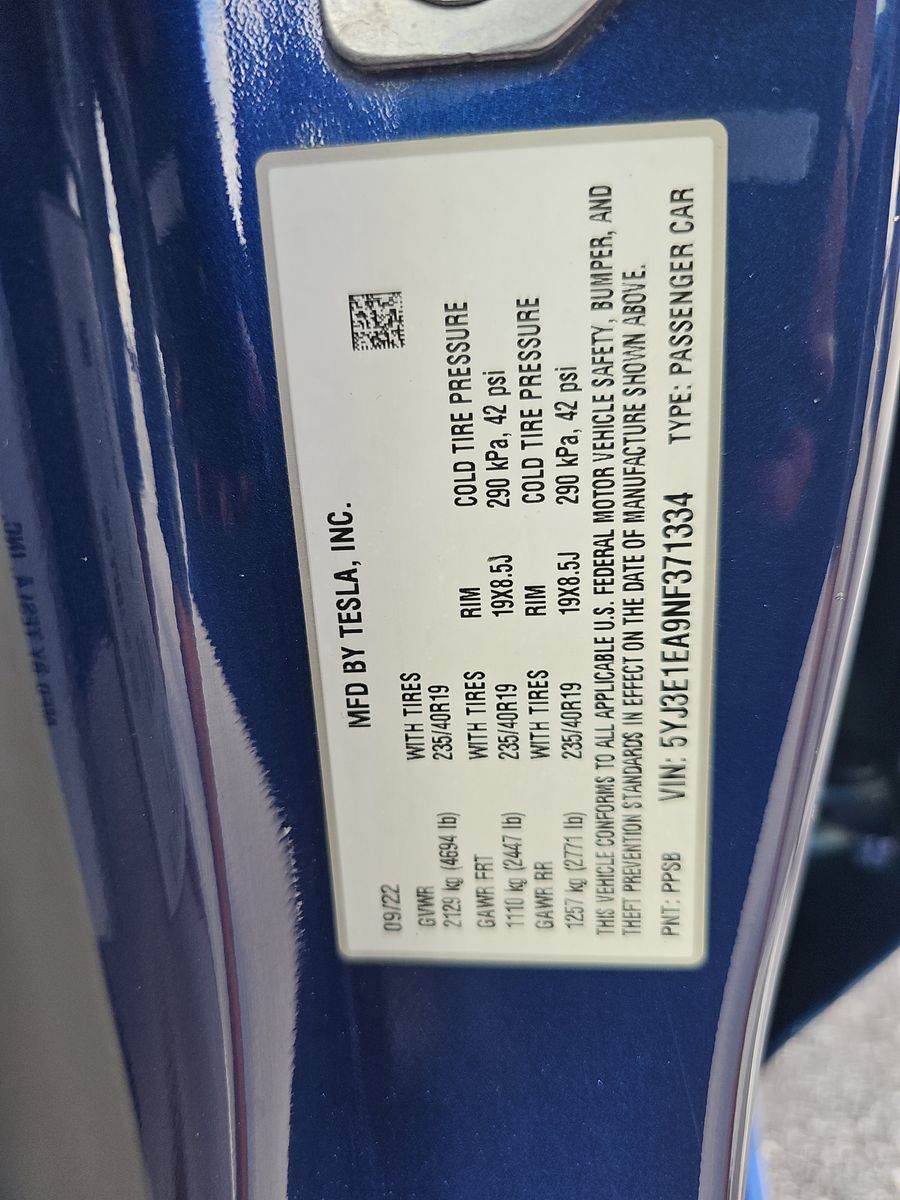 MFD BY TESLA, INC.
09/22
GVWR WITH TIRES
2129 kg (4694 lb) 235/40R19
GAWR FRT WITH TIRES RIM COLD TIRE PRESSURE
1110 kg (2447 lb) 235/40R19 19X8.5J 290 kPa, 42 psi
GAWR RR WITH TIRES RIM COLD TIRE PRESSURE
1257 kg (2771 lb) 235/40R19 19X8.5J 290 kPa, 42 psi
THIS VEHICLE CONFORMS TO ALL APPLICABLE U.S. FEDERAL MOTOR VEHICLE SAFETY, BUMPER, AND
THEFT PREVENTION STANDARDS IN EFFECT ON THE DATE OF MANUFACTURE SHOWN ABOVE.
PNT: PPSB VIN: 5YJ3E1EA9NF371334 TYPE: PASSENGER CAR